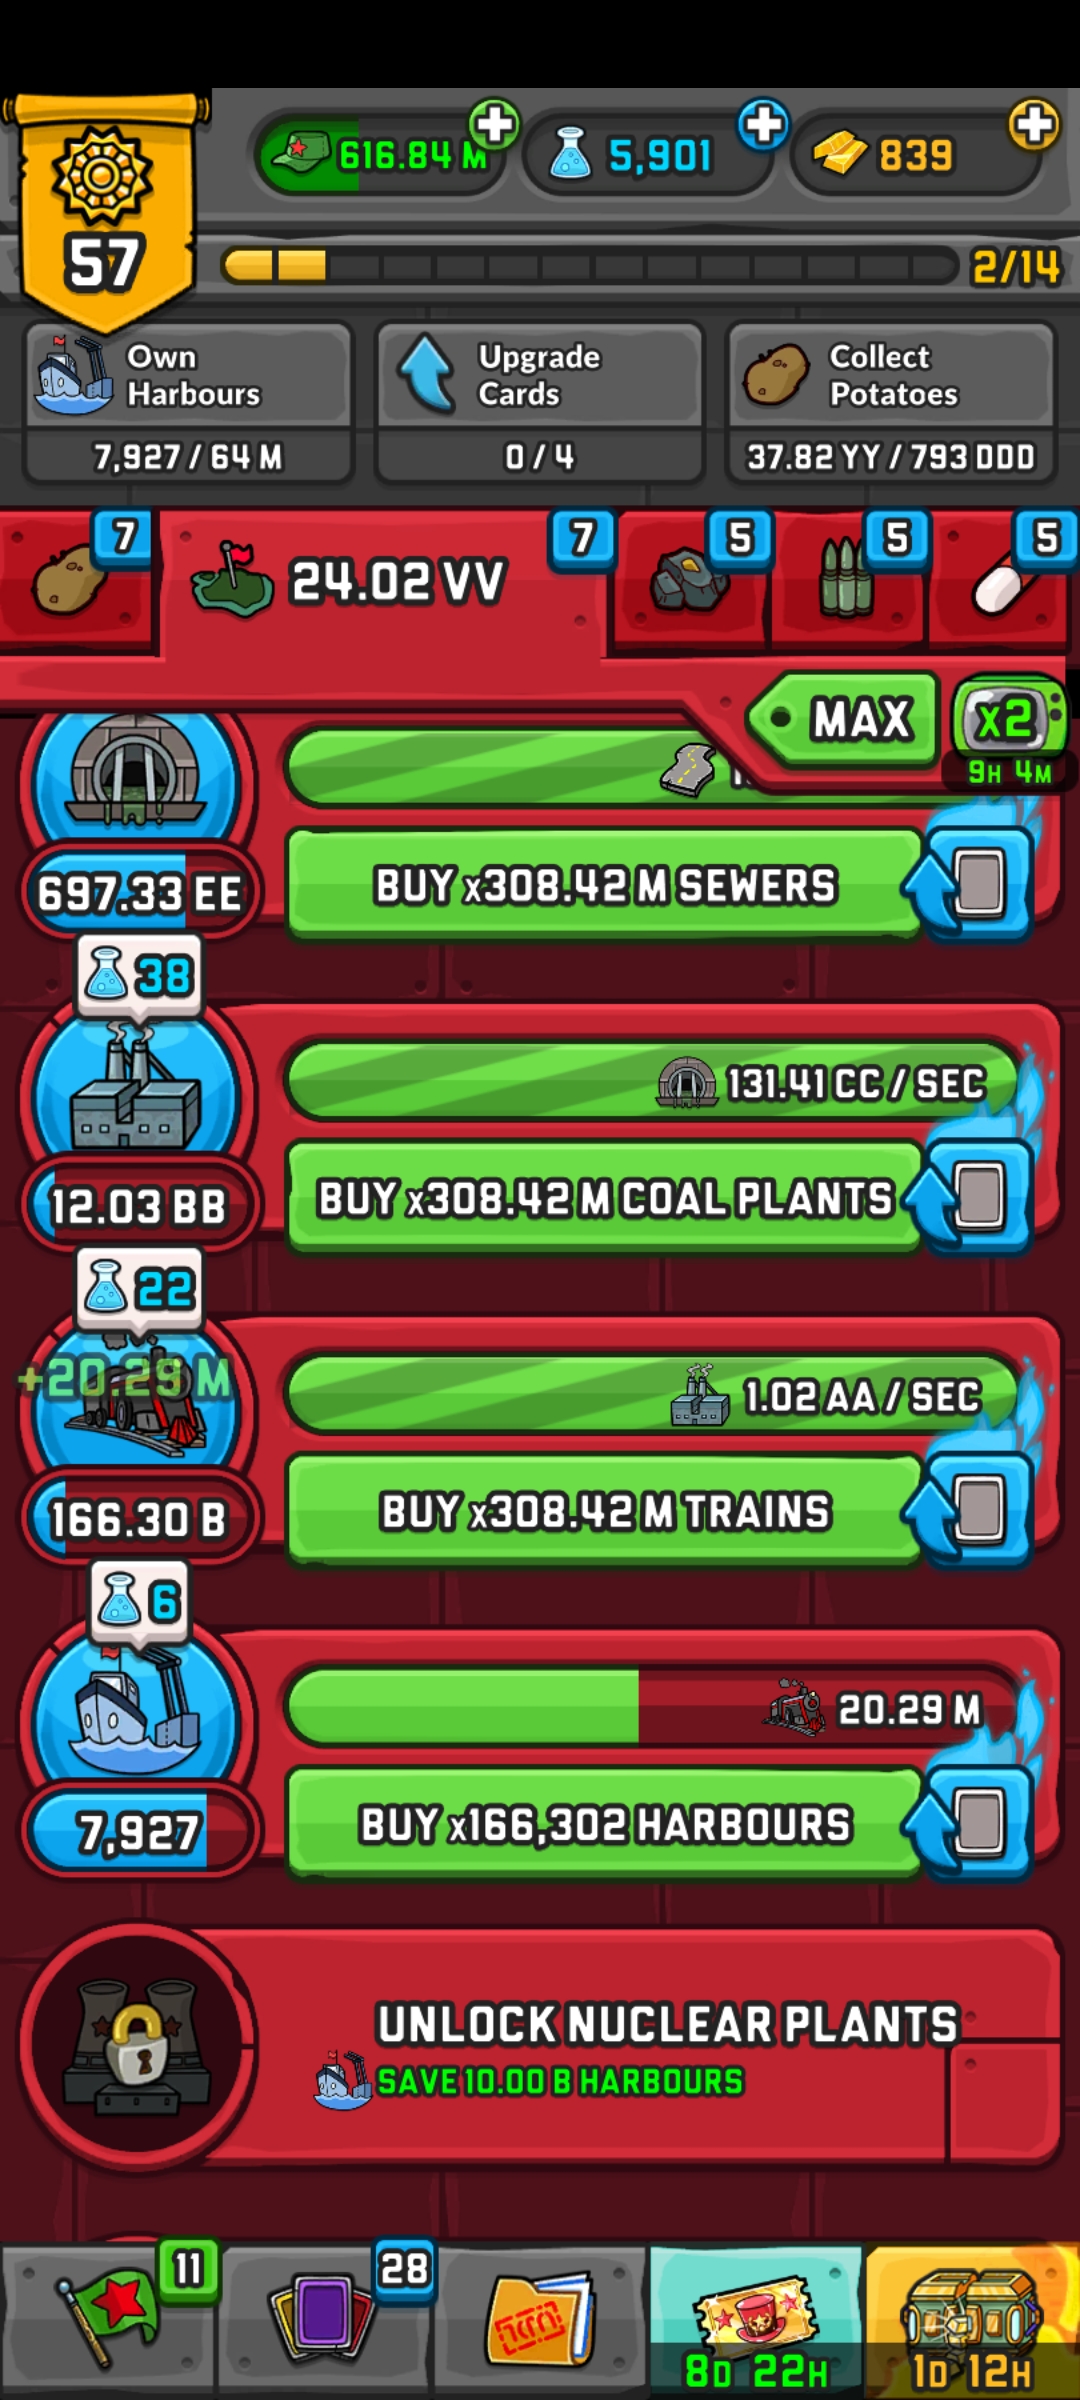 616.84 M
5,901
839
57
2/14
Own
Harbours
7,927 / 64 M
Upgrade
Cards
0 / 4
Collect
Potatoes
37.82 YY / 793 DDD
7
24.02 VV
7
5
5
5
MAX
x2
9H 4M
697.33 EE
BUY x308.42 M SEWERS
38
131.41 CC / SEC
12.03 BB
BUY x308.42 M COAL PLANTS
22
+20.29 M
1.02 AA / SEC
166.30 B
BUY x308.42 M TRAINS
6
20.29 M
7,927
BUY x166,302 HARBOURS
UNLOCK NUCLEAR PLANTS
SAVE 10.00 B HARBOURS
11
28
8D 22H
1D 12H